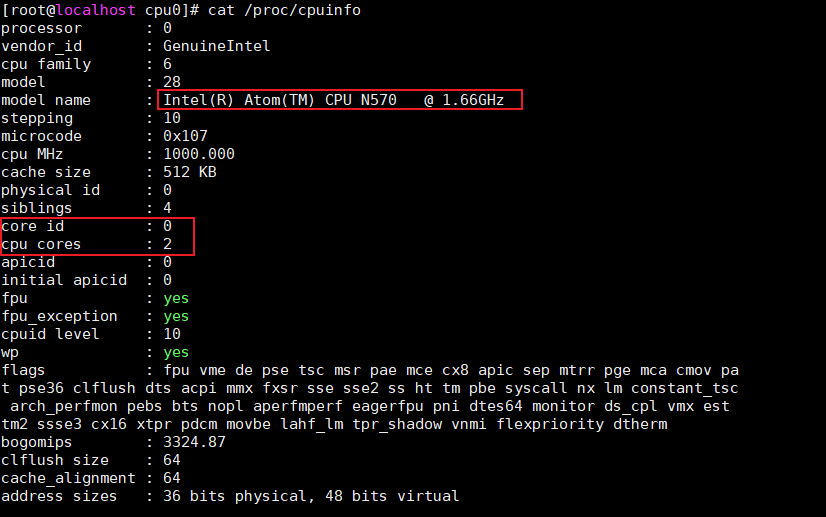 [root@localhost cpu0]# cat /proc/cpuinfo
processor       : 0
vendor_id       : GenuineIntel
cpu family      : 6
model           : 28
model name      : Intel(R) Atom(TM) CPU N570   @ 1.66GHz
stepping        : 10
microcode       : 0x107
cpu MHz         : 1000.000
cache size      : 512 KB
physical id     : 0
siblings        : 4
core id         : 0
cpu cores       : 2
apicid          : 0
initial apicid  : 0
fpu             : yes
fpu_exception   : yes
cpuid level     : 10
wp              : yes
flags           : fpu vme de pse tsc msr pae mce cx8 apic sep mtrr pge mca cmov pa
t pse36 clflush dts acpi mmx fxsr sse sse2 ss ht tm pbe syscall nx lm constant_tsc
 arch_perfmon pebs bts nopl aperfmperf eagerfpu pni dtes64 monitor ds_cpl vmx est
tm2 ssse3 cx16 xtpr pdcm movbe lahf_lm tpr_shadow vnmi flexpriority dtherm
bogomips        : 3324.87
clflush size    : 64
cache_alignment : 64
address sizes   : 36 bits physical, 48 bits virtual